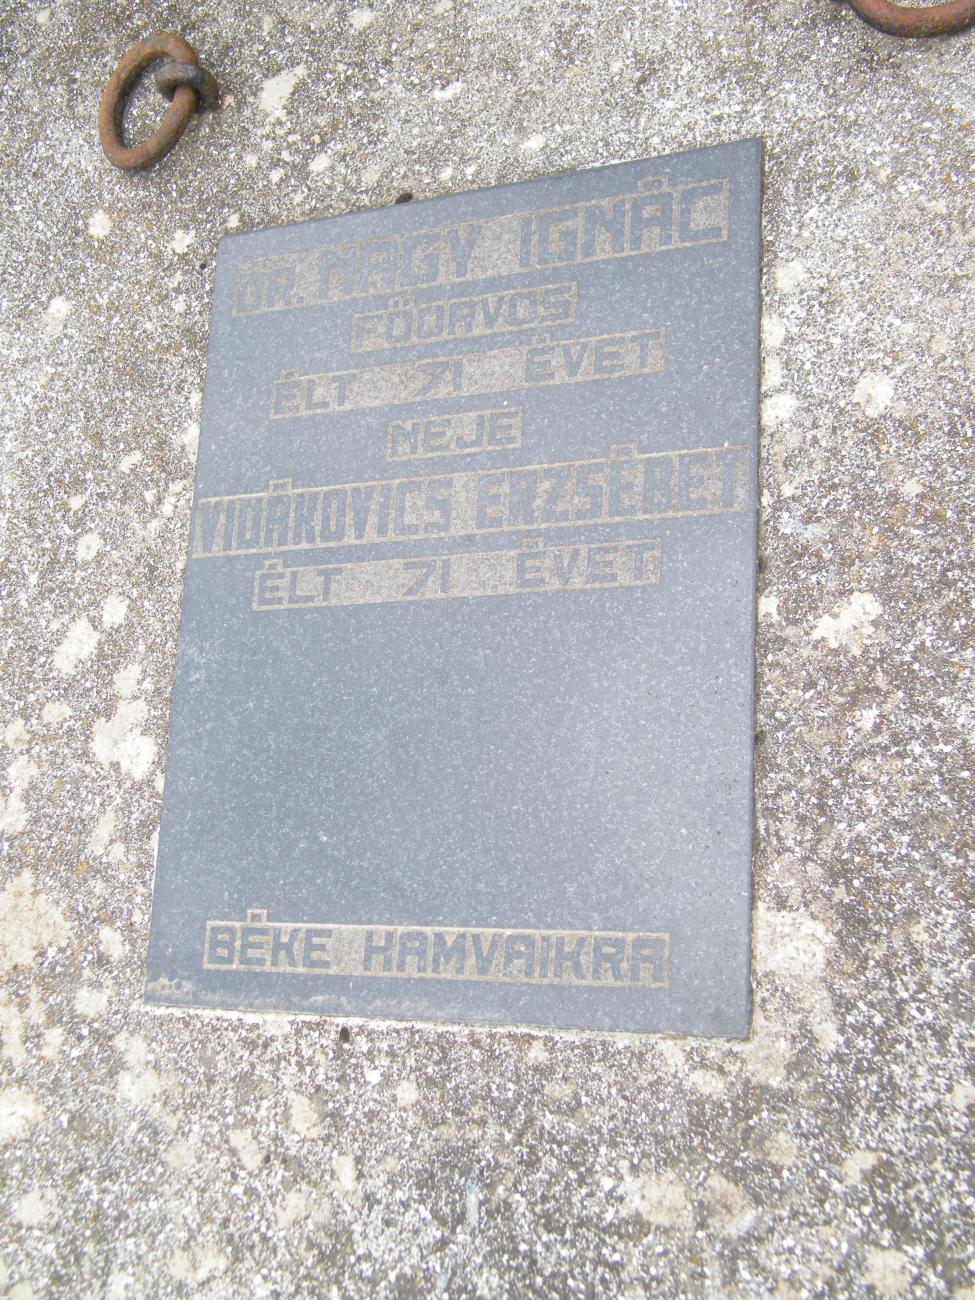 DR. NAGY IGNÁC
FŐORVOS
ÉLT 71 ÉVET
NEJE
VIDÁKOVICS ERZSÉBET
ÉLT 71 ÉVET
BÉKE HAMVAIKRA